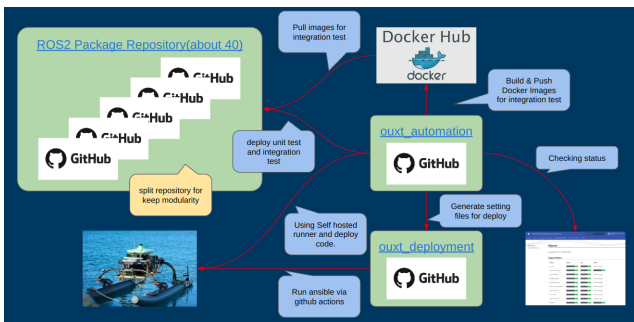 ROS2 Package Repository(about 40)
GitHub
GitHub
GitHub
GitHub
GitHub
split repository for
keep modularity
Pull images for
integration test
Docker Hub
docker
Build & Push
Docker Images
for integration test
deploy unit test
and integration
test
ouxt_automation
GitHub
Checking status
Using Self hosted
runner and deploy
code.
Generate setting
files for deploy
ouxt_deployment
GitHub
Run ansible via
github actions